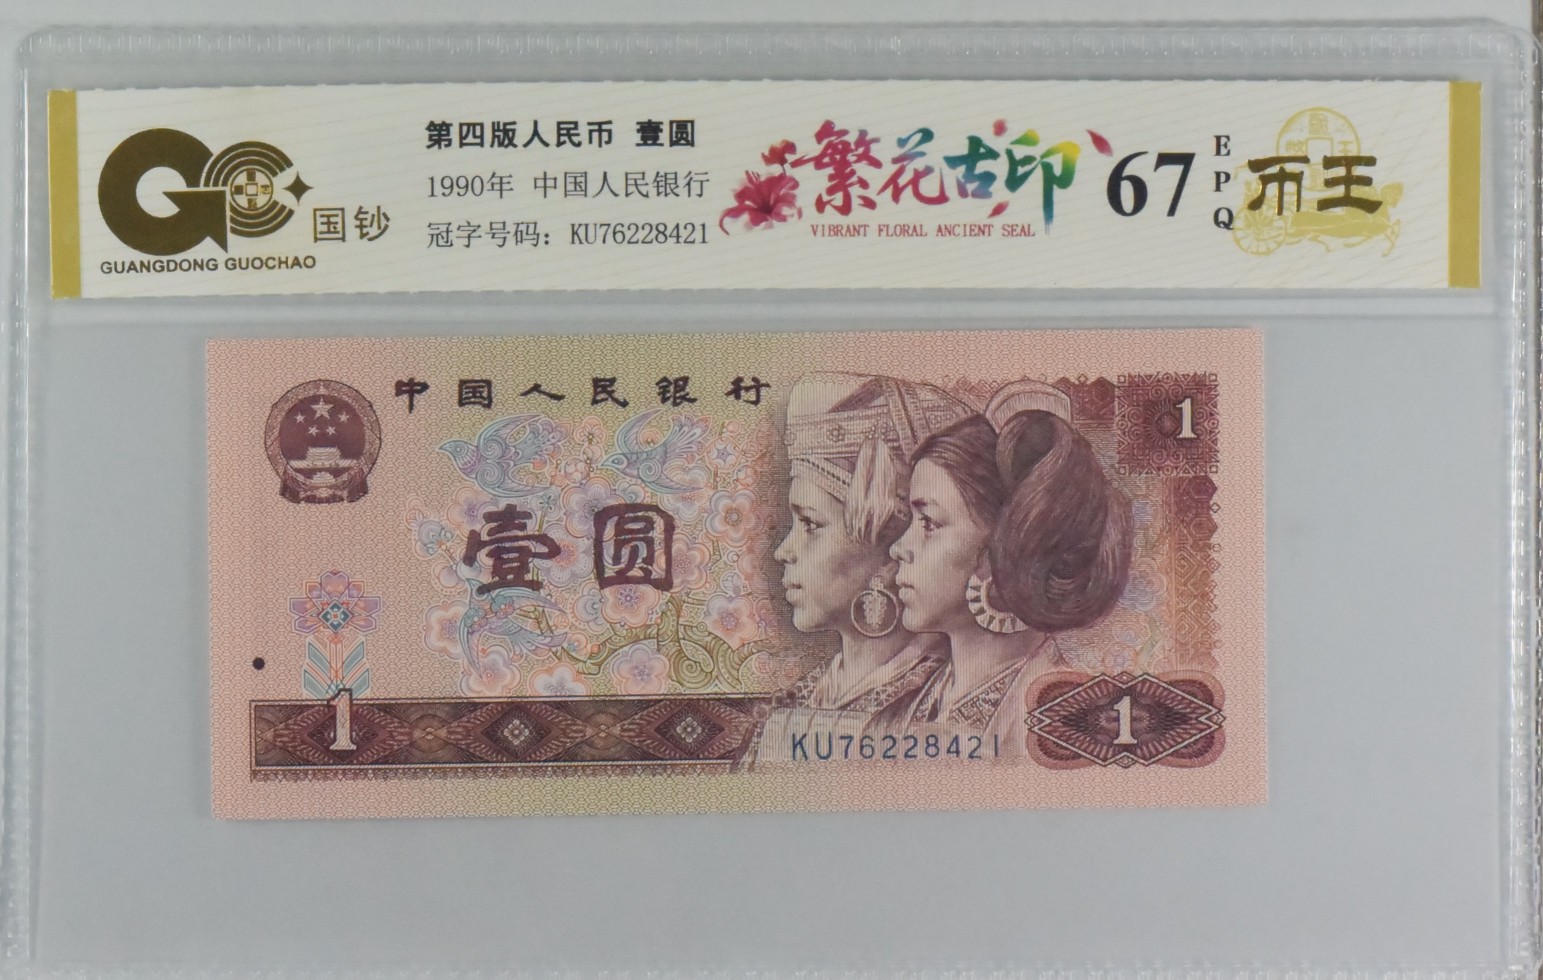 国钞
GUANGDONG GUOCHAO
第四版人民币 壹圆
1990年 中国人民银行
冠字号码：KU76228421
繁花古印
VIBRANT FLORAL ANCIENT SEAL
67
EPQ
币王
中国人民银行
1
壹圆
1
KU76228421
1